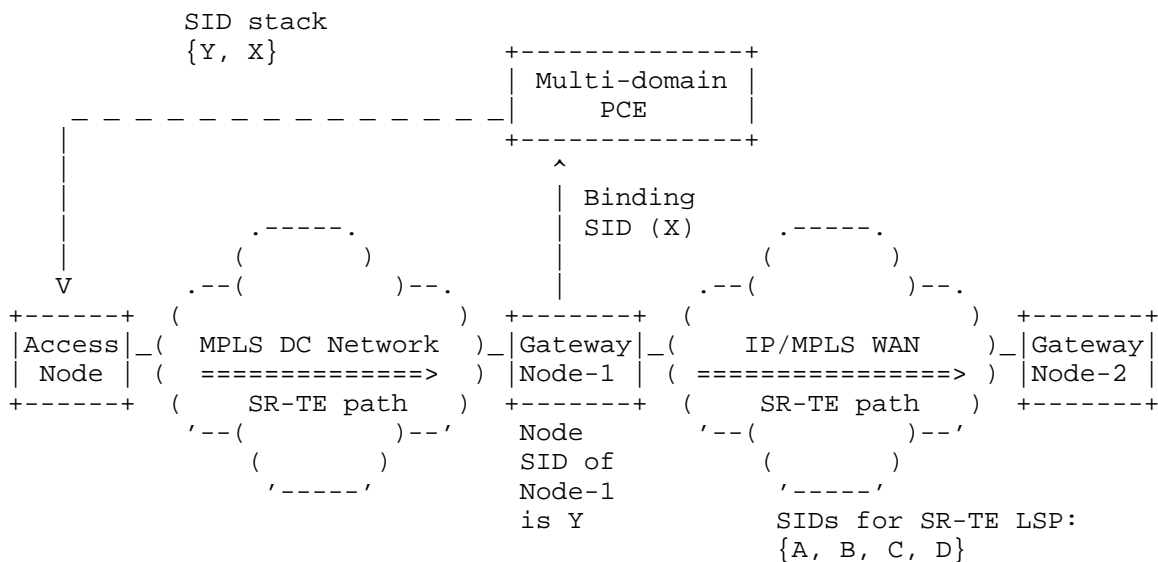 SID stack
{Y, X}
Multi-domain
PCE
Binding
SID (X)
Access
Node
MPLS DC Network
SR-TE path
Gateway
Node-1
IP/MPLS WAN
SR-TE path
Gateway
Node-2
Node
SID of
Node-1
is Y
SIDs for SR-TE LSP:
{A, B, C, D}